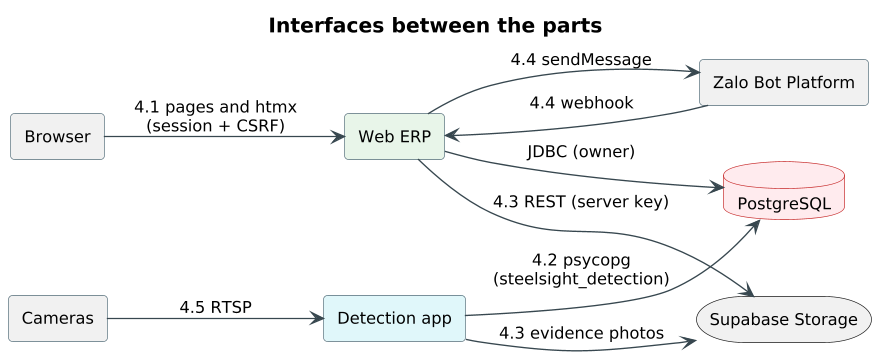 Interfaces between the parts
4.4 sendMessage
Zalo Bot Platform
4.1 pages and htmx
(session + CSRF)
4.4 webhook
Browser
Web ERP
JDBC (owner)
PostgreSQL
4.3 REST (server key)
4.2 psycopg
(steelsight_detection)
4.5 RTSP
Cameras
Detection app
Supabase Storage
4.3 evidence photos